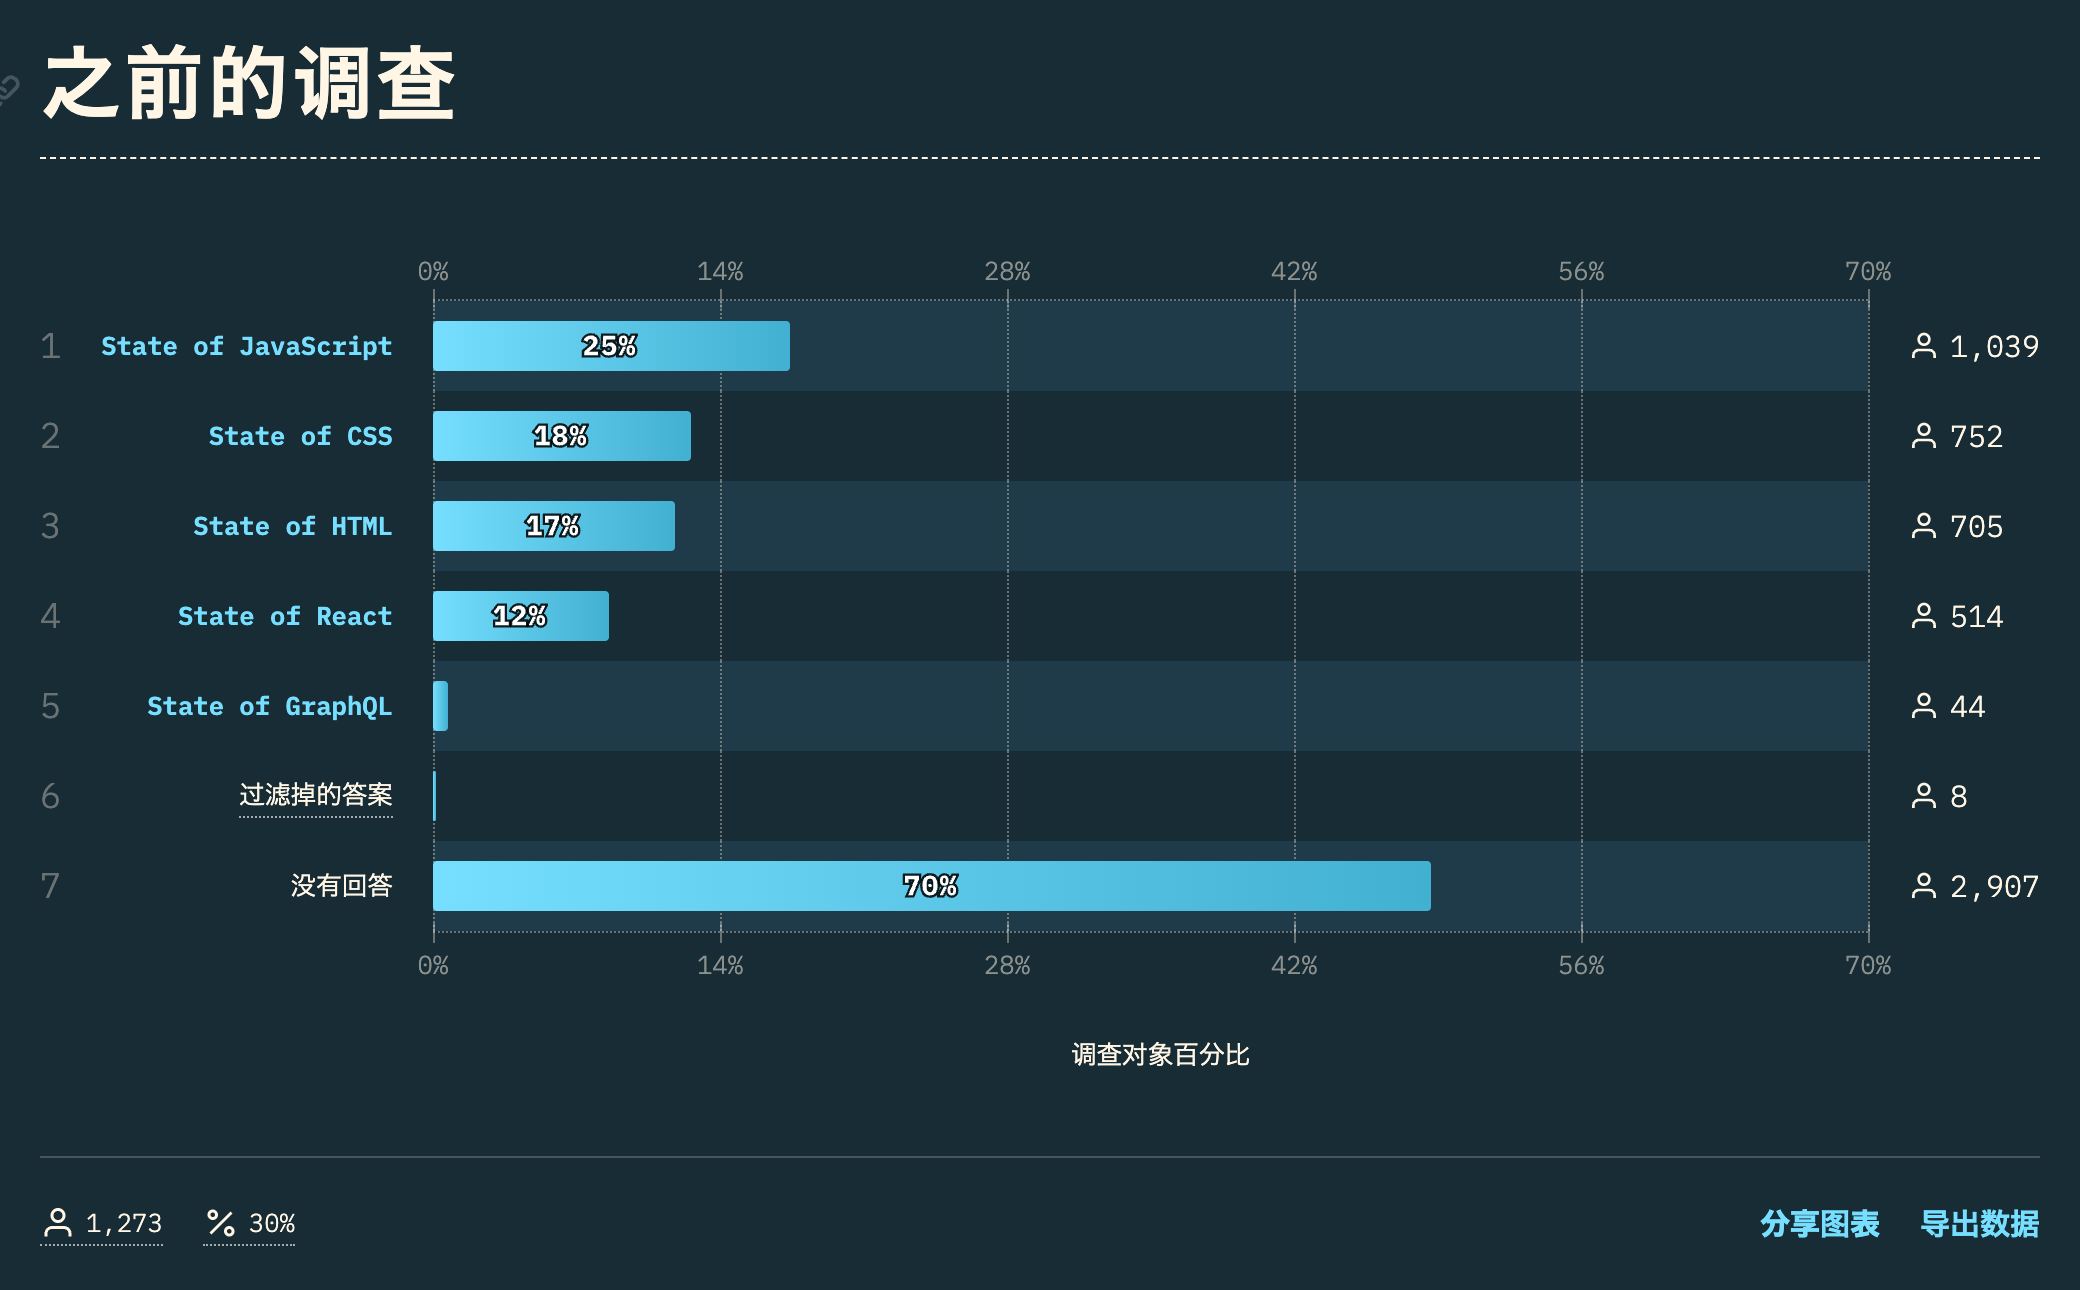 之前的调查
0% 14% 28% 42% 56% 70%
1 State of JavaScript 25% 1,039
2 State of CSS 18% 752
3 State of HTML 17% 705
4 State of React 12% 514
5 State of GraphQL 44
6 过滤掉的答案 8
7 没有回答 70% 2,907
0% 14% 28% 42% 56% 70%
调查对象百分比
1,273 30% 分享图表 导出数据